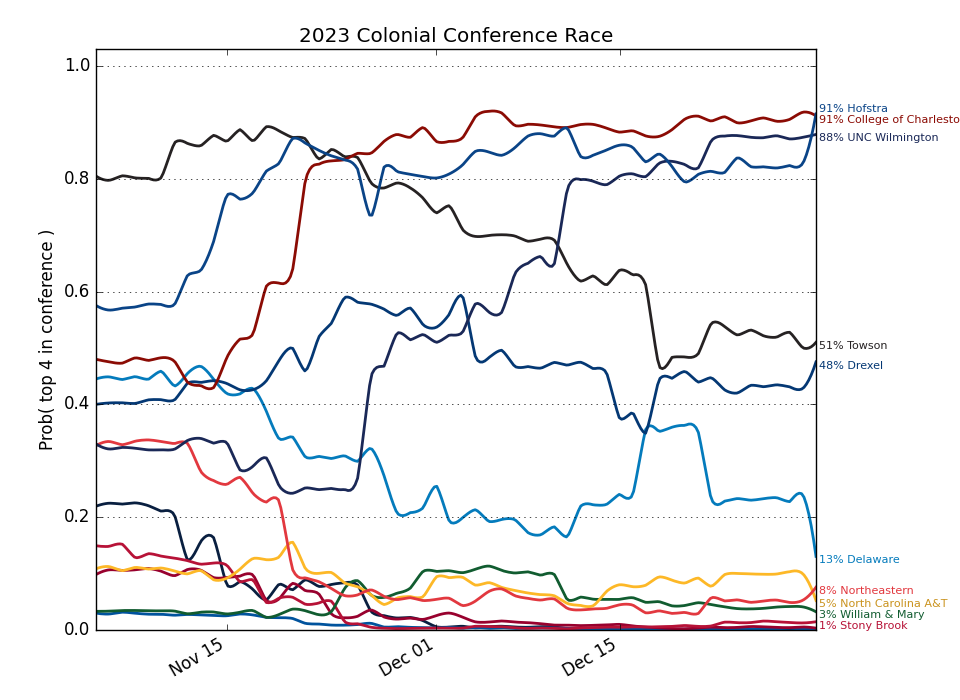 2023 Colonial Conference Race
Prob( top 4 in conference )
1.0
0.8
0.6
0.4
0.2
0.0
Nov 15
Dec 01
Dec 15
91% Hofstra
91% College of Charlesto
88% UNC Wilmington
51% Towson
48% Drexel
13% Delaware
8% Northeastern
5% North Carolina A&T
3% William & Mary
1% Stony Brook